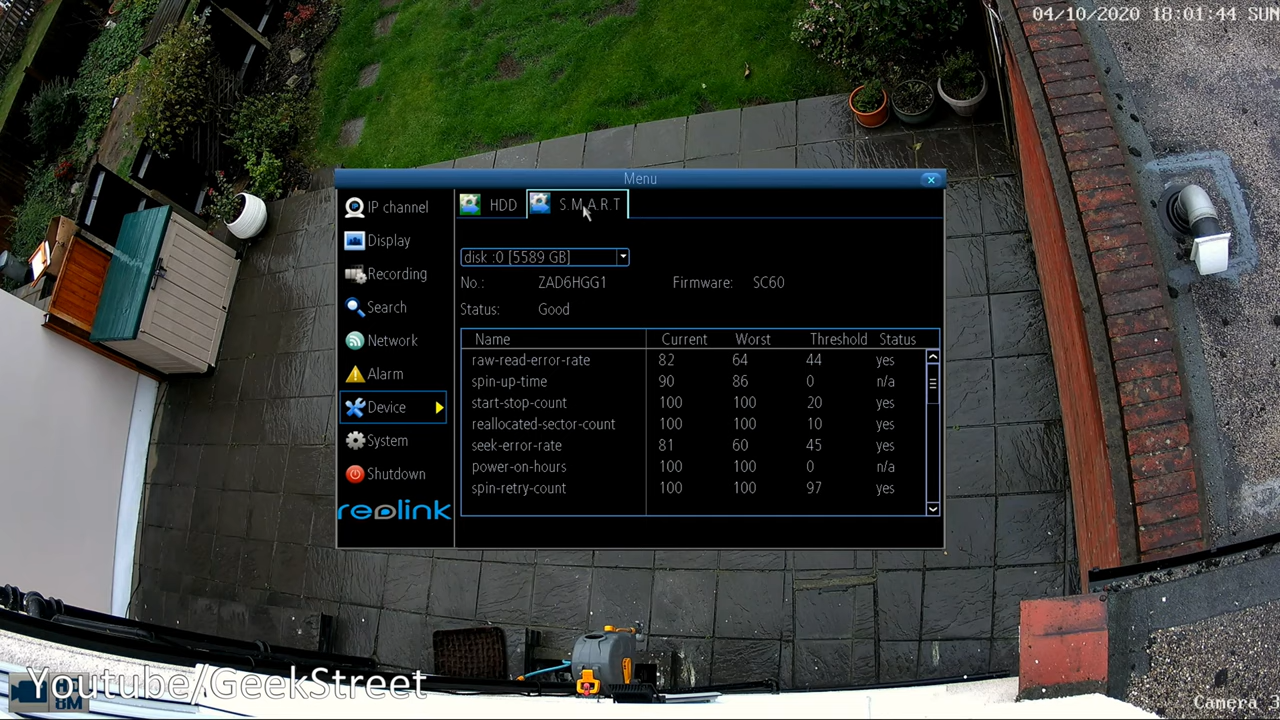 04/10/2020 18:01:44 SUN
Menu
IP channel
Display
Recording
Search
Network
Alarm
Device
System
Shutdown
reolink
HDD
S.M.A.R.T
disk :0 [5589 GB]
No.: ZAD6HGG1 Firmware: SC60
Status: Good
Name Current Worst Threshold Status
raw-read-error-rate 82 64 44 yes
spin-up-time 90 86 0 n/a
start-stop-count 100 100 20 yes
reallocated-sector-count 100 100 10 yes
seek-error-rate 81 60 45 yes
power-on-hours 100 100 0 n/a
spin-retry-count 100 100 97 yes
Youtube/GeekStreet
8M
Camera 3